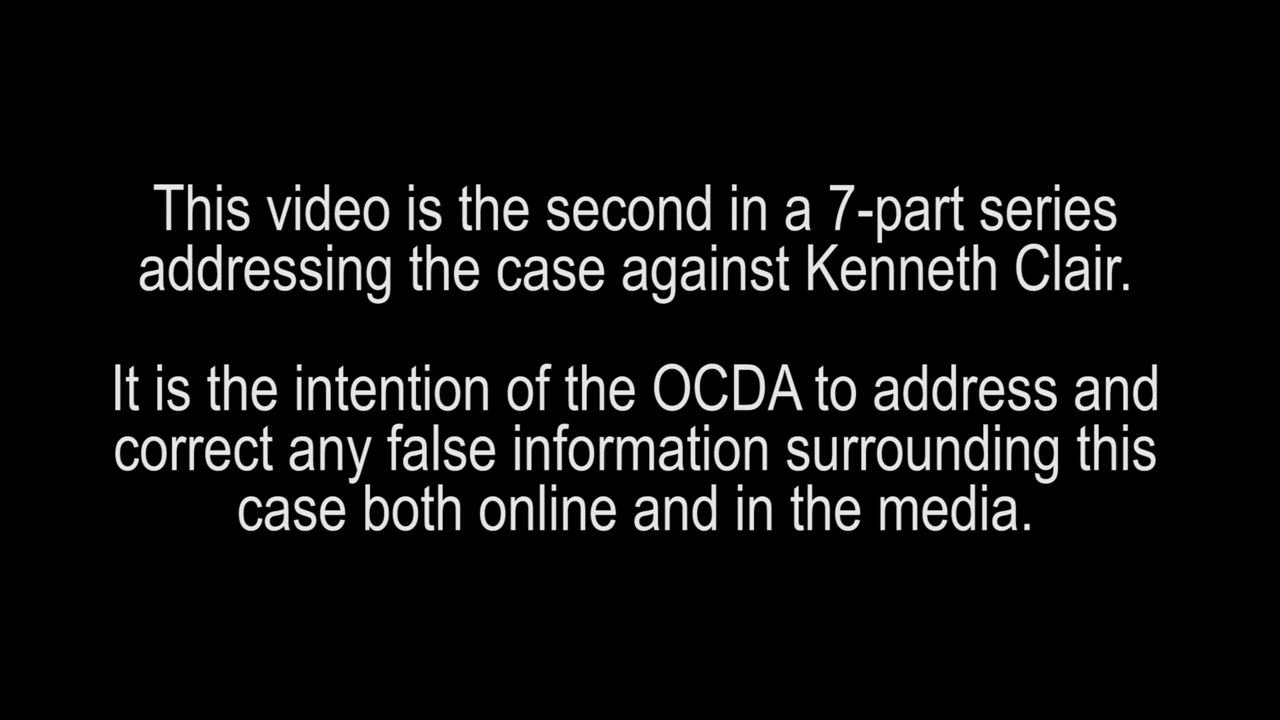 This video is the second in a 7-part series
addressing the case against Kenneth Clair.
It is the intention of the OCDA to address and
correct any false information surrounding this
case both online and in the media.